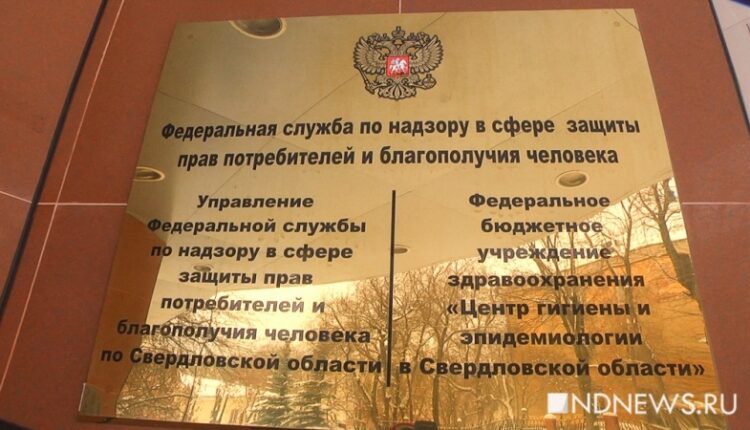 Федеральная служба по надзору в сфере защиты
прав потребителей и благополучия человека
Управление
Федеральной службы
по надзору в сфере
защиты прав
потребителей и
благополучия человека
по Свердловской области
Федеральное
бюджетное
учреждение
здравоохранения
«Центр гигиены и
эпидемиологии
в Свердловской области»
NDNEWS.RU